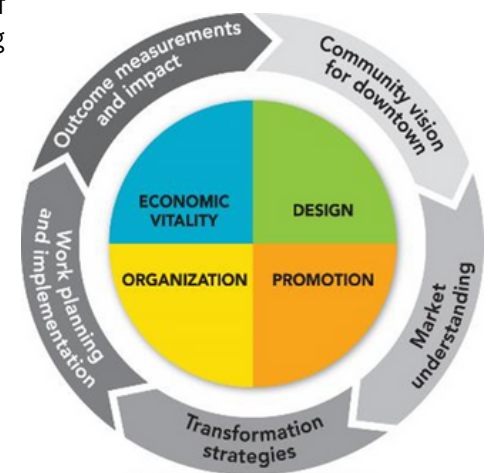 f
g
Outcome measurements
and impact
Community vision
for downtown
Market
understanding
Transformation
strategies
Work planning
and implementation
ECONOMIC
VITALITY
DESIGN
ORGANIZATION
PROMOTION